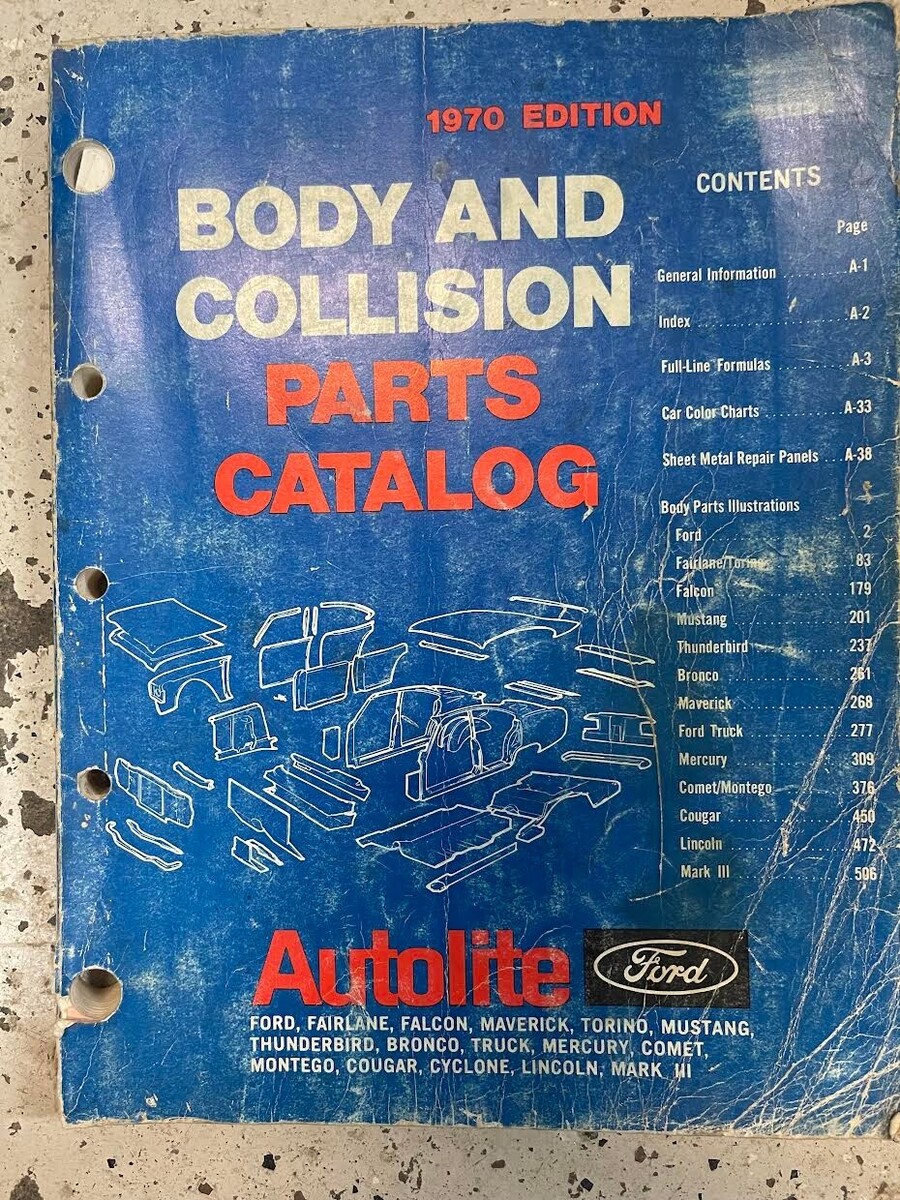 1970 EDITION
BODY AND
COLLISION
PARTS
CATALOG
CONTENTS
Page
General Information ........... A-1
Index ........................ A-2
Full-Line Formulas ........... A-3
Car Color Charts ............. A-33
Sheet Metal Repair Panels ... A-38
Body Parts Illustrations
Ford 2
Fairlane/Torino 83
Falcon ................. 179
Mustang ............... 201
Thunderbird ........... 237
Bronco ................ 261
Maverick .............. 268
Ford Truck ............ 277
Mercury ............... 309
Comet/Montego ......... 376
Cougar ................ 450
Lincoln ............... 472
Mark III .............. 506
Autolite Ford
FORD, FAIRLANE, FALCON, MAVERICK, TORINO, MUSTANG,
THUNDERBIRD, BRONCO, TRUCK, MERCURY, COMET,
MONTEGO, COUGAR, CYCLONE, LINCOLN, MARK III